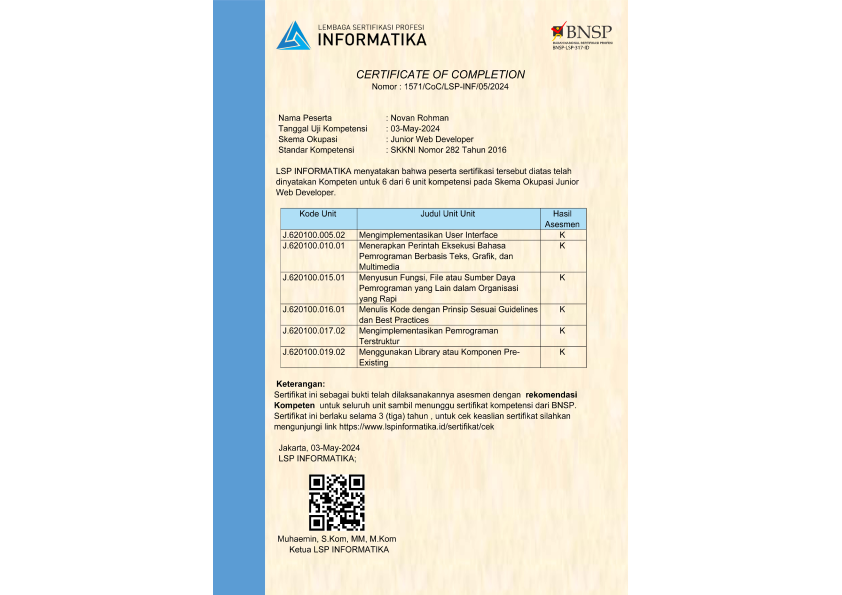 LEMBAGA SERTIFIKASI PROFESI
INFORMATIKA
BNSP
BADAN NASIONAL SERTIFIKASI PROFESI
BNSP-LSP-317-ID
CERTIFICATE OF COMPLETION
Nomor : 1571/CoC/LSP-INF/05/2024
Nama Peserta : Novan Rohman
Tanggal Uji Kompetensi : 03-May-2024
Skema Okupasi : Junior Web Developer
Standar Kompetensi : SKKNI Nomor 282 Tahun 2016
LSP INFORMATIKA menyatakan bahwa peserta sertifikasi tersebut diatas telah
dinyatakan Kompeten untuk 6 dari 6 unit kompetensi pada Skema Okupasi Junior
Web Developer.
Kode Unit Judul Unit Unit Hasil
Asesmen
J.620100.005.02 Mengimplementasikan User Interface K
J.620100.010.01 Menerapkan Perintah Eksekusi Bahasa K
Pemrograman Berbasis Teks, Grafik, dan
Multimedia
J.620100.015.01 Menyusun Fungsi, File atau Sumber Daya K
Pemrograman yang Lain dalam Organisasi
yang Rapi
J.620100.016.01 Menulis Kode dengan Prinsip Sesuai Guidelines K
dan Best Practices
J.620100.017.02 Mengimplementasikan Pemrograman K
Terstruktur
J.620100.019.02 Menggunakan Library atau Komponen Pre- K
Existing
Keterangan:
Sertifikat ini sebagai bukti telah dilaksanakannya asesmen dengan rekomendasi
Kompeten untuk seluruh unit sambil menunggu sertifikat kompetensi dari BNSP.
Sertifikat ini berlaku selama 3 (tiga) tahun , untuk cek keaslian sertifikat silahkan
mengunjungi link https://www.lspinformatika.id/sertifikat/cek
Jakarta, 03-May-2024
LSP INFORMATIKA;
Muhaemin, S.Kom, MM, M.Kom
Ketua LSP INFORMATIKA